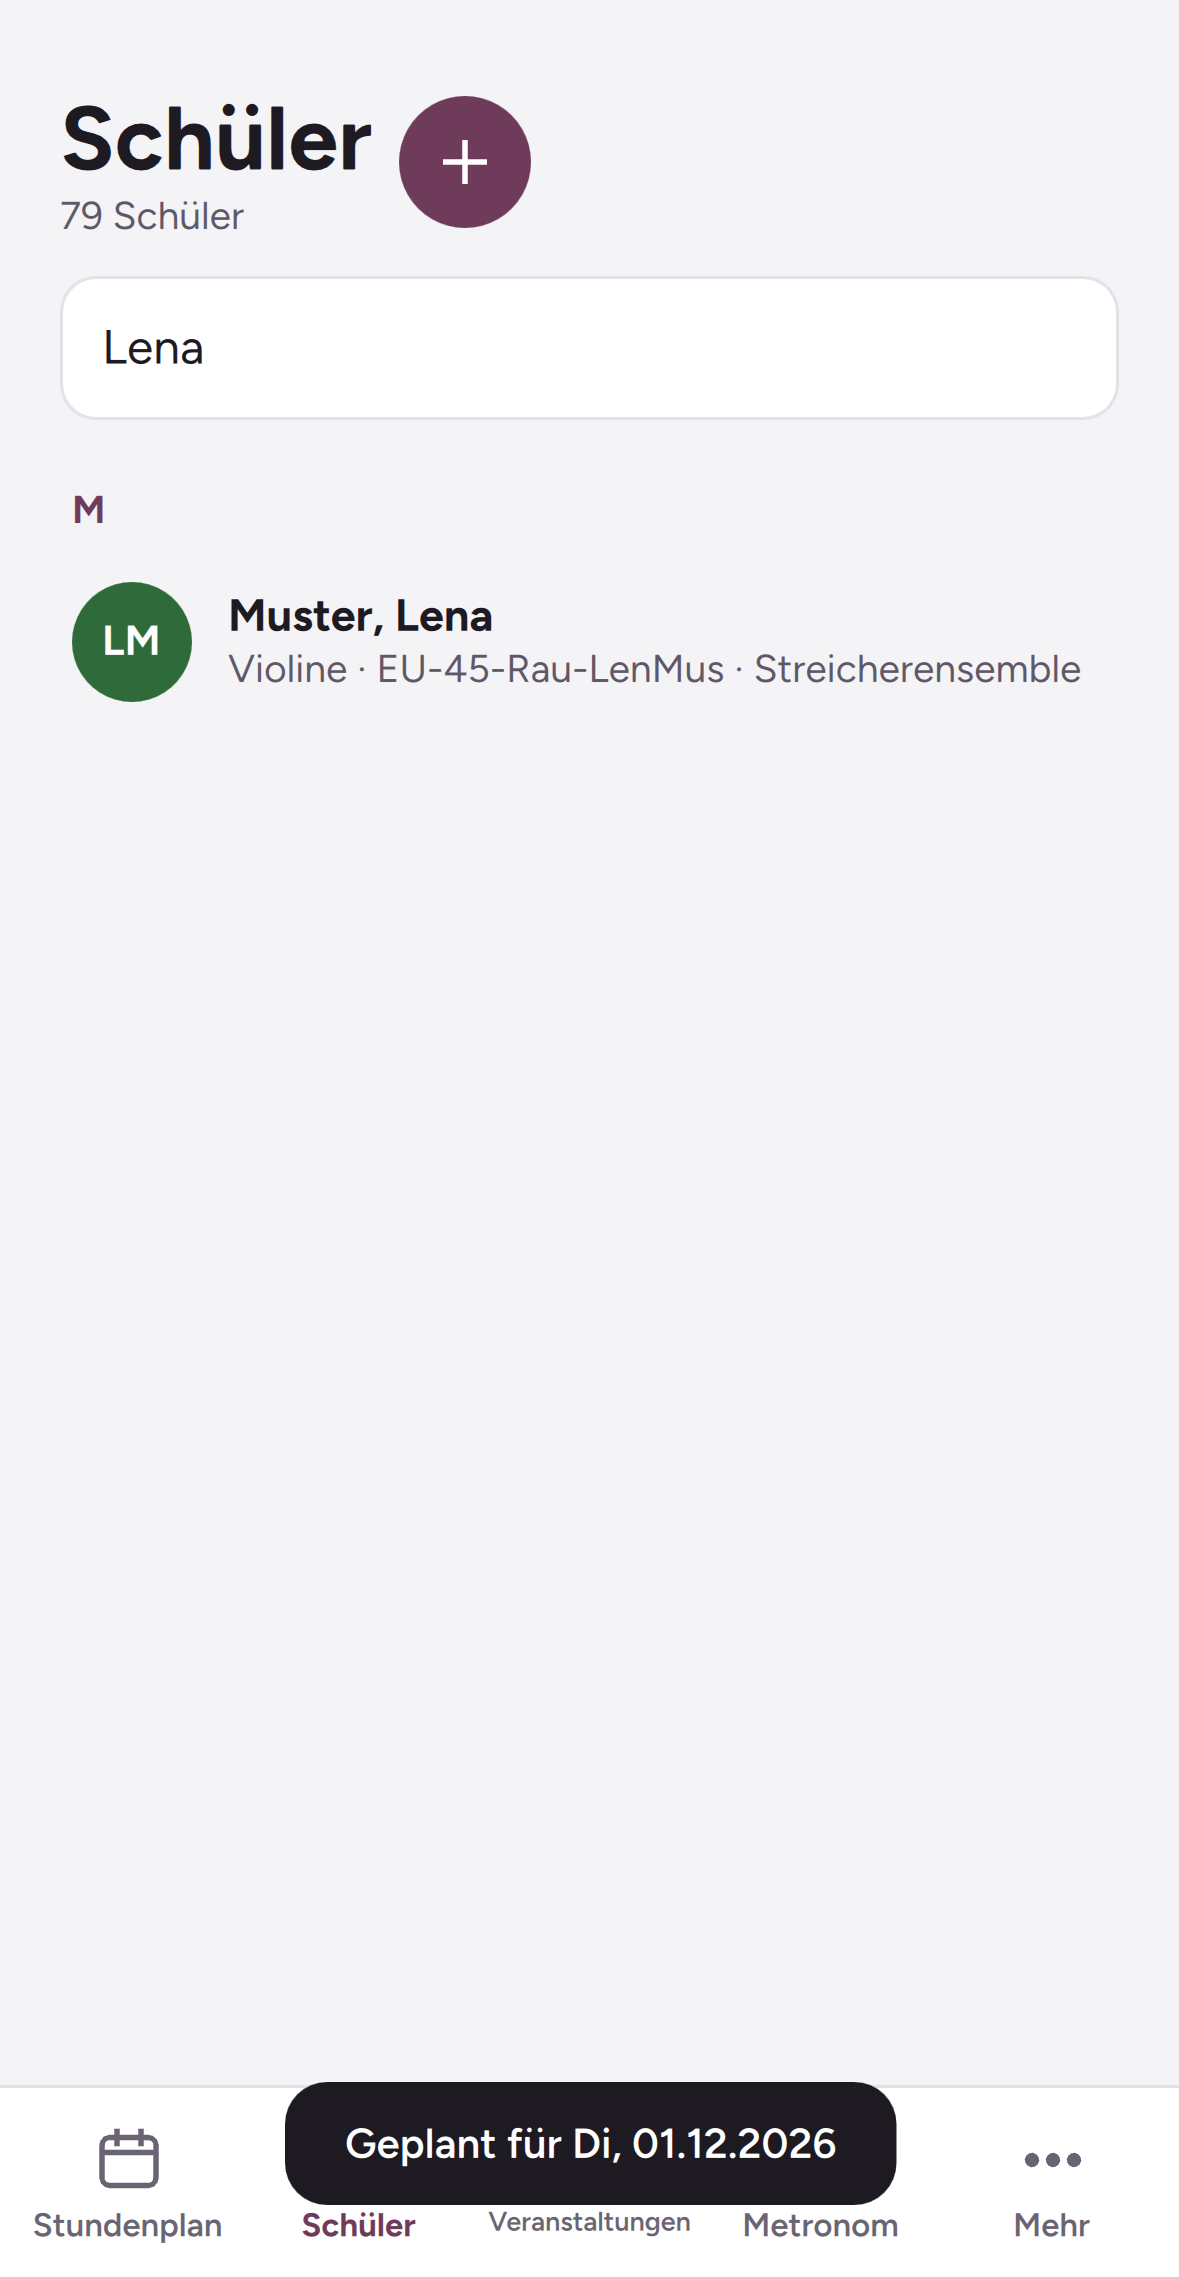 Schüler
79 Schüler
Lena
M
LM
Muster, Lena
Violine · EU-45-Rau-LenMus · Streicherensemble
Geplant für Di, 01.12.2026
Stundenplan
Schüler
Veranstaltungen
Metronom
Mehr